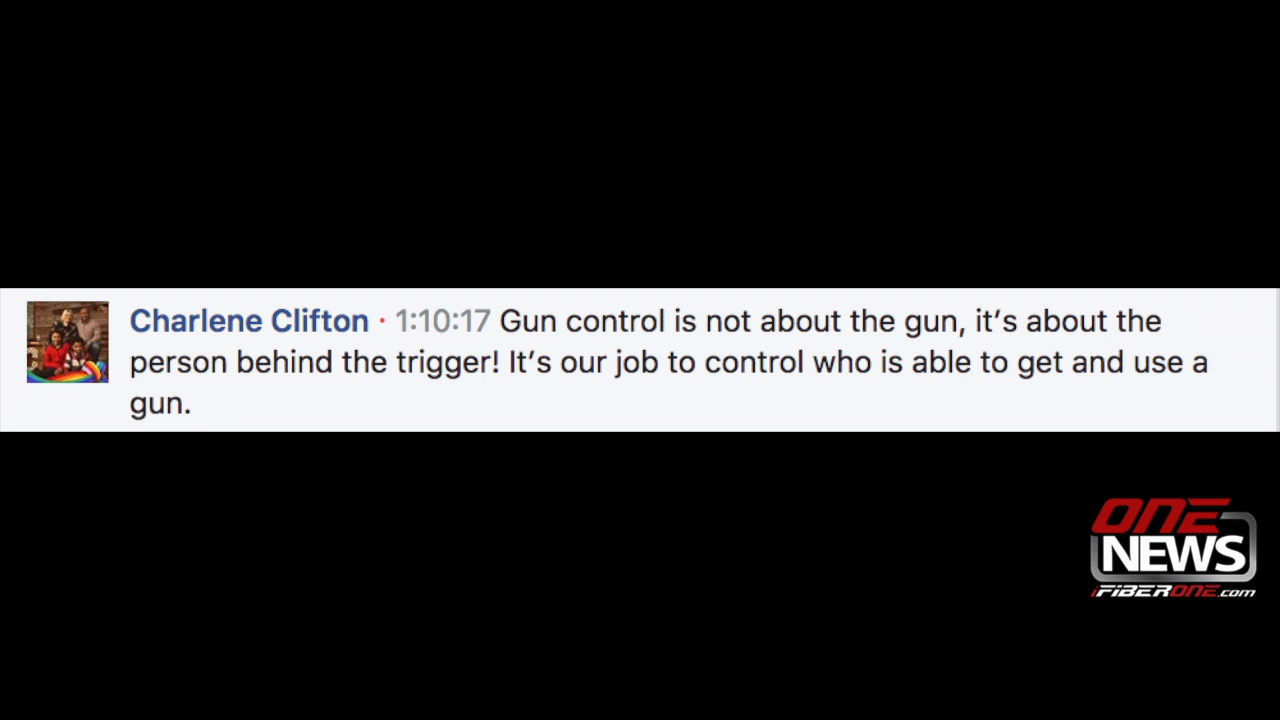 Charlene Clifton · 1:10:17 Gun control is not about the gun, it’s about the
person behind the trigger! It’s our job to control who is able to get and use a
gun.
ONE
NEWS
iFIBERONE.com